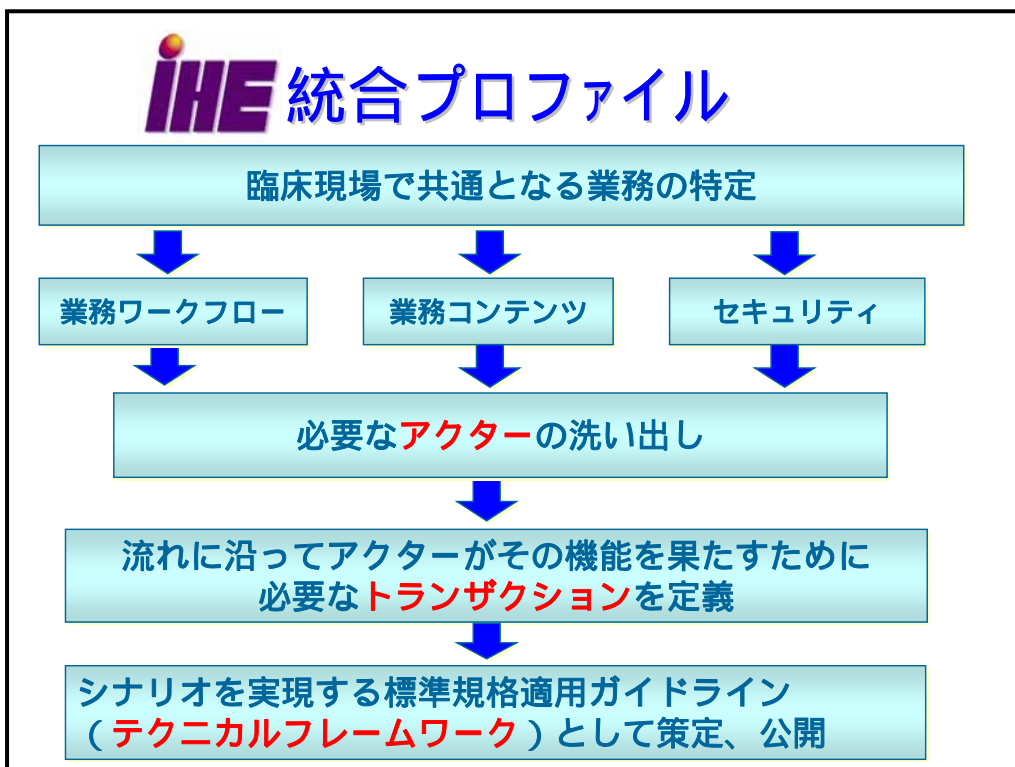 IHE 統合プロファイル
臨床現場で共通となる業務の特定
業務ワークフロー
業務コンテンツ
セキュリティ
必要なアクターの洗い出し
流れに沿ってアクターがその機能を果たすために
必要なトランザクションを定義
シナリオを実現する標準規格適用ガイドライン
（テクニカルフレームワーク）として策定、公開